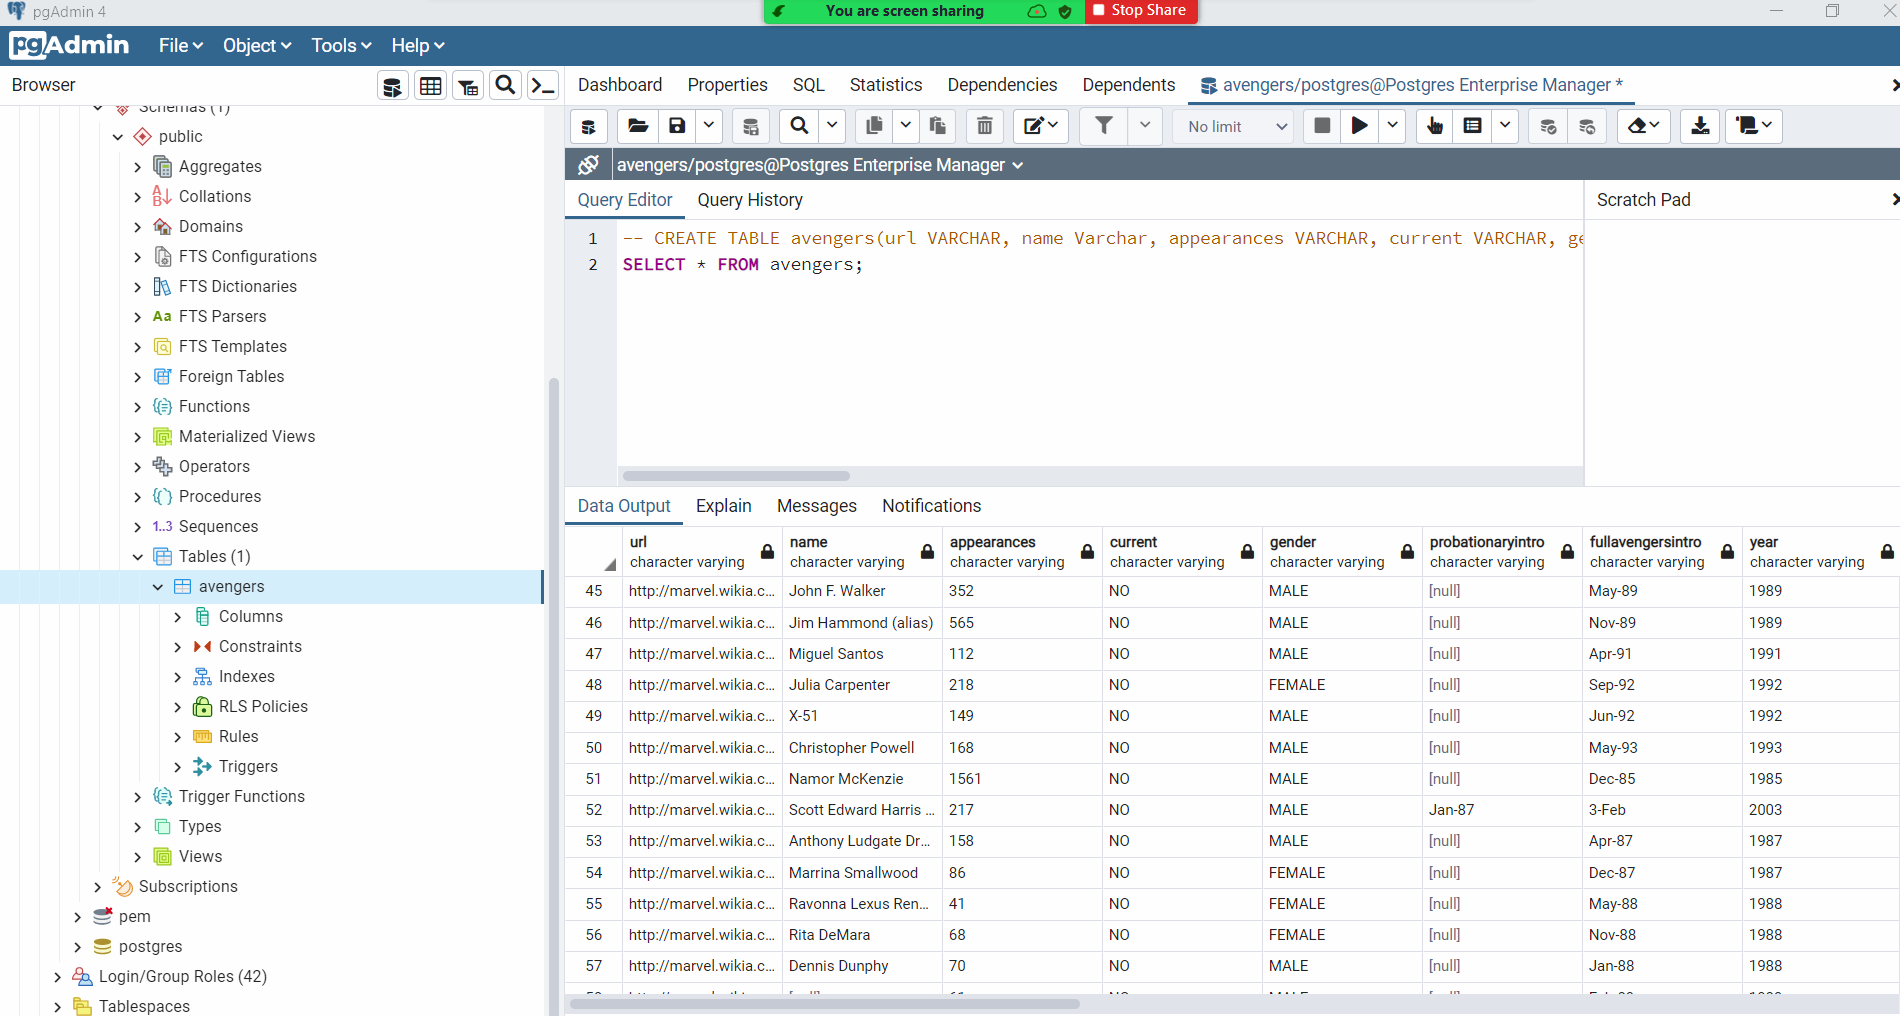 pgAdmin 4
You are screen sharing
Stop Share
pgAdmin
File
Object
Tools
Help
Browser
Dashboard
Properties
SQL
Statistics
Dependencies
Dependents
avengers/postgres@Postgres Enterprise Manager *
No limit
avengers/postgres@Postgres Enterprise Manager
Schemas (1)
public
Aggregates
Collations
Domains
FTS Configurations
FTS Dictionaries
Aa FTS Parsers
FTS Templates
Foreign Tables
Functions
Materialized Views
Operators
Procedures
1..3 Sequences
Tables (1)
avengers
Columns
Constraints
Indexes
RLS Policies
Rules
Triggers
Trigger Functions
Types
Views
Subscriptions
pem
postgres
Login/Group Roles (42)
Tablespaces
Query Editor
Query History
Scratch Pad
1 -- CREATE TABLE avengers(url VARCHAR, name Varchar, appearances VARCHAR, current VARCHAR, ge
2 SELECT * FROM avengers;
Data Output
Explain
Messages
Notifications
url name appearances current gender probationaryintro fullavengersintro year
character varying character varying character varying character varying character varying character varying character varying character varying
45 http://marvel.wikia.c... John F. Walker 352 NO MALE [null] May-89 1989
46 http://marvel.wikia.c... Jim Hammond (alias) 565 NO MALE [null] Nov-89 1989
47 http://marvel.wikia.c... Miguel Santos 112 NO MALE [null] Apr-91 1991
48 http://marvel.wikia.c... Julia Carpenter 218 NO FEMALE [null] Sep-92 1992
49 http://marvel.wikia.c... X-51 149 NO MALE [null] Jun-92 1992
50 http://marvel.wikia.c... Christopher Powell 168 NO MALE [null] May-93 1993
51 http://marvel.wikia.c... Namor McKenzie 1561 NO MALE [null] Dec-85 1985
52 http://marvel.wikia.c... Scott Edward Harris ... 217 NO MALE Jan-87 3-Feb 2003
53 http://marvel.wikia.c... Anthony Ludgate Dr... 158 NO MALE [null] Apr-87 1987
54 http://marvel.wikia.c... Marrina Smallwood 86 NO FEMALE [null] Dec-87 1987
55 http://marvel.wikia.c... Ravonna Lexus Ren... 41 NO FEMALE [null] May-88 1988
56 http://marvel.wikia.c... Rita DeMara 68 NO FEMALE [null] Nov-88 1988
57 http://marvel.wikia.c... Dennis Dunphy 70 NO MALE [null] Jan-88 1988